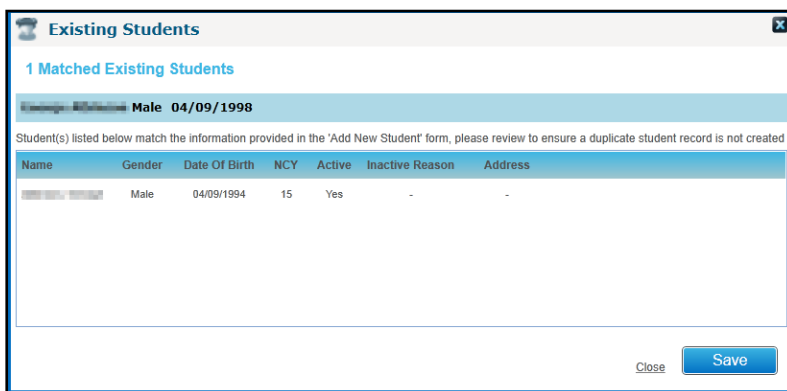 Existing Students
1 Matched Existing Students
Male 04/09/1998
Student(s) listed below match the information provided in the 'Add New Student' form, please review to ensure a duplicate student record is not created
Name Gender Date Of Birth NCY Active Inactive Reason Address
Male 04/09/1994 15 Yes - -
Close Save